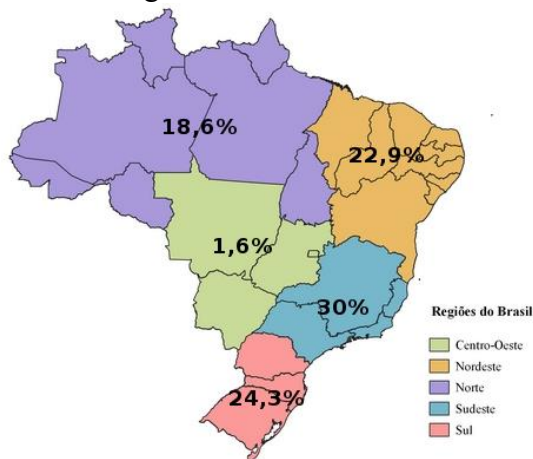 18,6%
22,9%
1,6%
30%
24,3%
Regiões do Brasil
Centro-Oeste
Nordeste
Norte
Sudeste
Sul